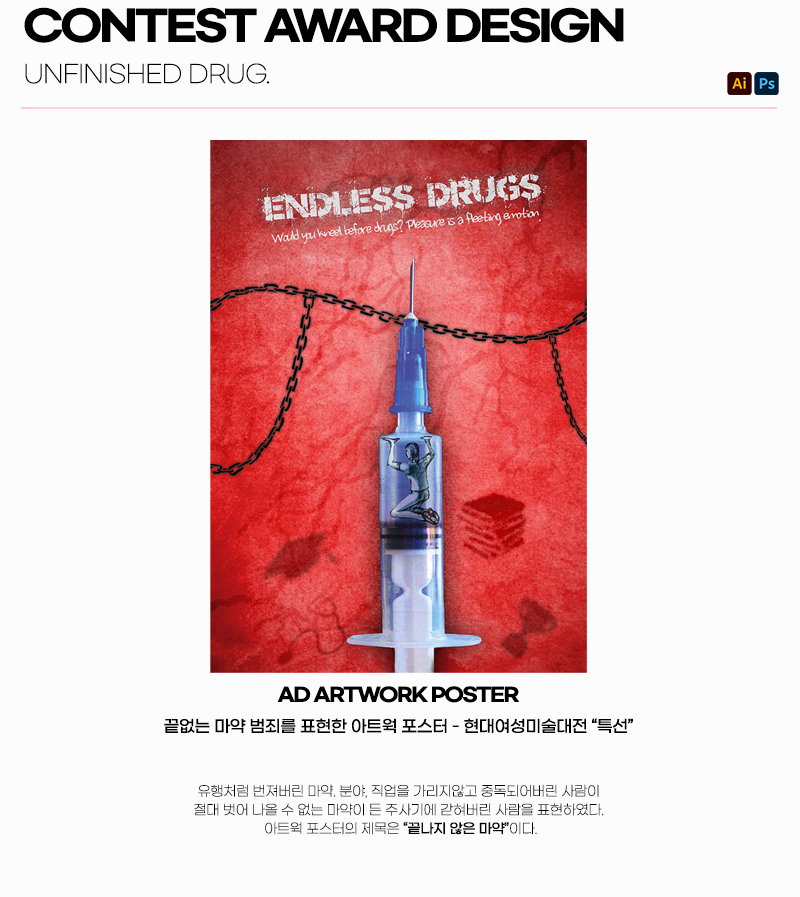 CONTEST AWARD DESIGN
UNFINISHED DRUG.
Ai Ps
ENDLESS DRUGS
Would you kneel before drugs? Pleasure is a fleeting emotion.
AD ARTWORK POSTER
끝없는 마약 범죄를 표현한 아트웍 포스터 - 현대여성미술대전 “특선”
유행처럼 번져버린 마약. 분야, 직업을 가리지않고 중독되어버린 사람이
절대 벗어 나올 수 없는 마약이 든 주사기에 갇혀버린 사람을 표현하였다.
아트웍 포스터의 제목은 “끝나지 않은 마약”이다.